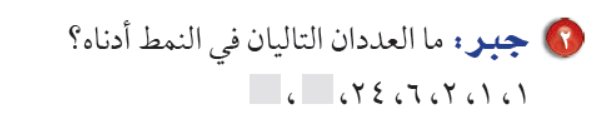 ٢ جبر: ما العددان التاليان في النمط أدناه؟
١، ١، ٢، ٦، ٢٤، ■، ■